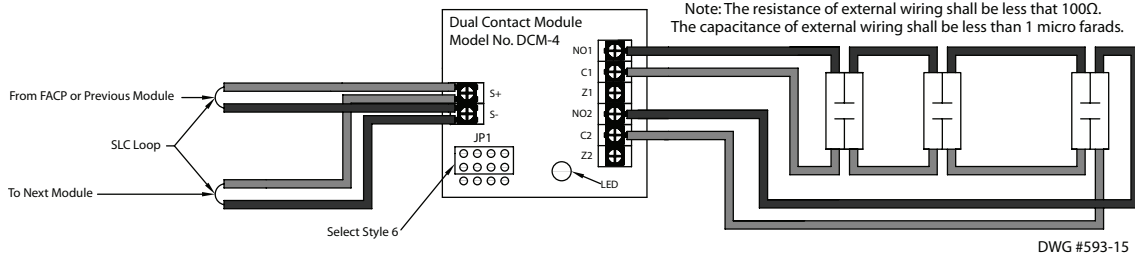 Note: The resistance of external wiring shall be less that 100Ω.
The capacitance of external wiring shall be less than 1 micro farads.
Dual Contact Module
Model No. DCM-4
NO1
C1
Z1
NO2
C2
Z2
From FACP or Previous Module
S+
S-
SLC Loop
JP1
To Next Module
LED
Select Style 6
DWG #593-15